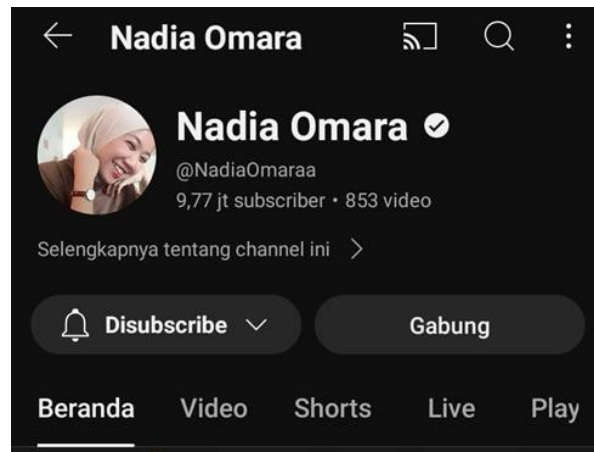 Nadia Omara
Nadia Omara
@NadiaOmaraa
9,77 jt subscriber • 853 video
Selengkapnya tentang channel ini
Disubscribe
Gabung
Beranda Video Shorts Live Play